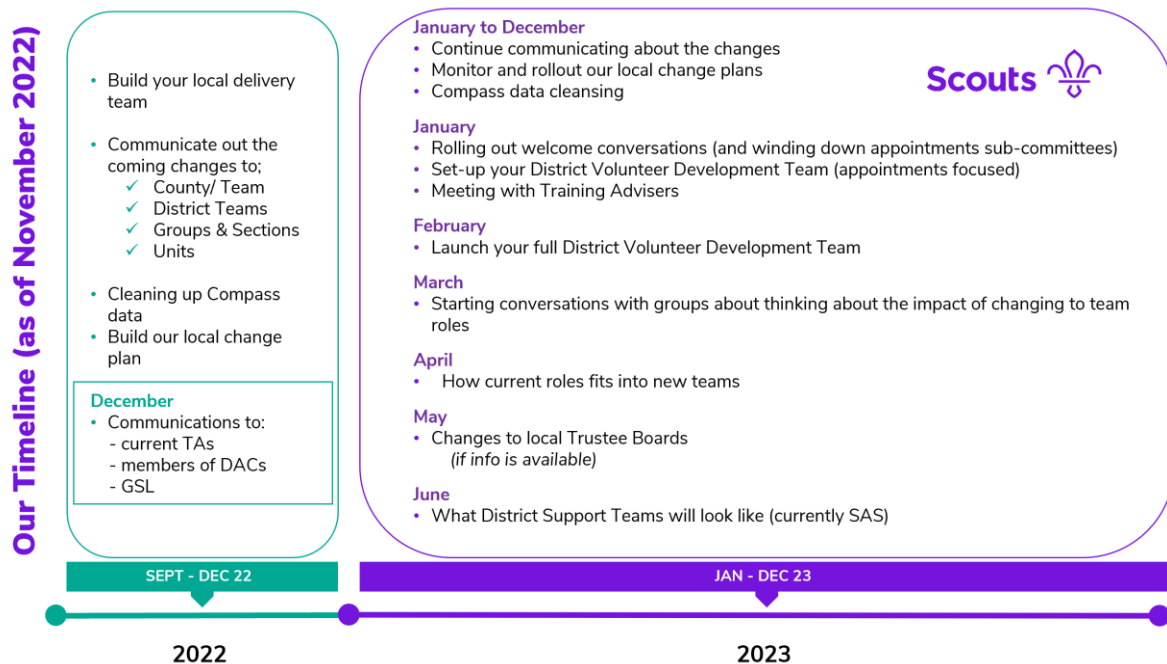 Our Timeline (as of November 2022)
• Build your local delivery
team
• Communicate out the
coming changes to;
✓ County/ Team
✓ District Teams
✓ Groups & Sections
✓ Units
• Cleaning up Compass
data
• Build our local change
plan
December
• Communications to:
- current TAs
- members of DACs
- GSL
January to December
• Continue communicating about the changes
• Monitor and rollout our local change plans
• Compass data cleansing
Scouts
January
• Rolling out welcome conversations (and winding down appointments sub-committees)
• Set-up your District Volunteer Development Team (appointments focused)
• Meeting with Training Advisers
February
• Launch your full District Volunteer Development Team
March
• Starting conversations with groups about thinking about the impact of changing to team
roles
April
• How current roles fits into new teams
May
• Changes to local Trustee Boards
(if info is available)
June
• What District Support Teams will look like (currently SAS)
SEPT - DEC 22
JAN - DEC 23
2022
2023